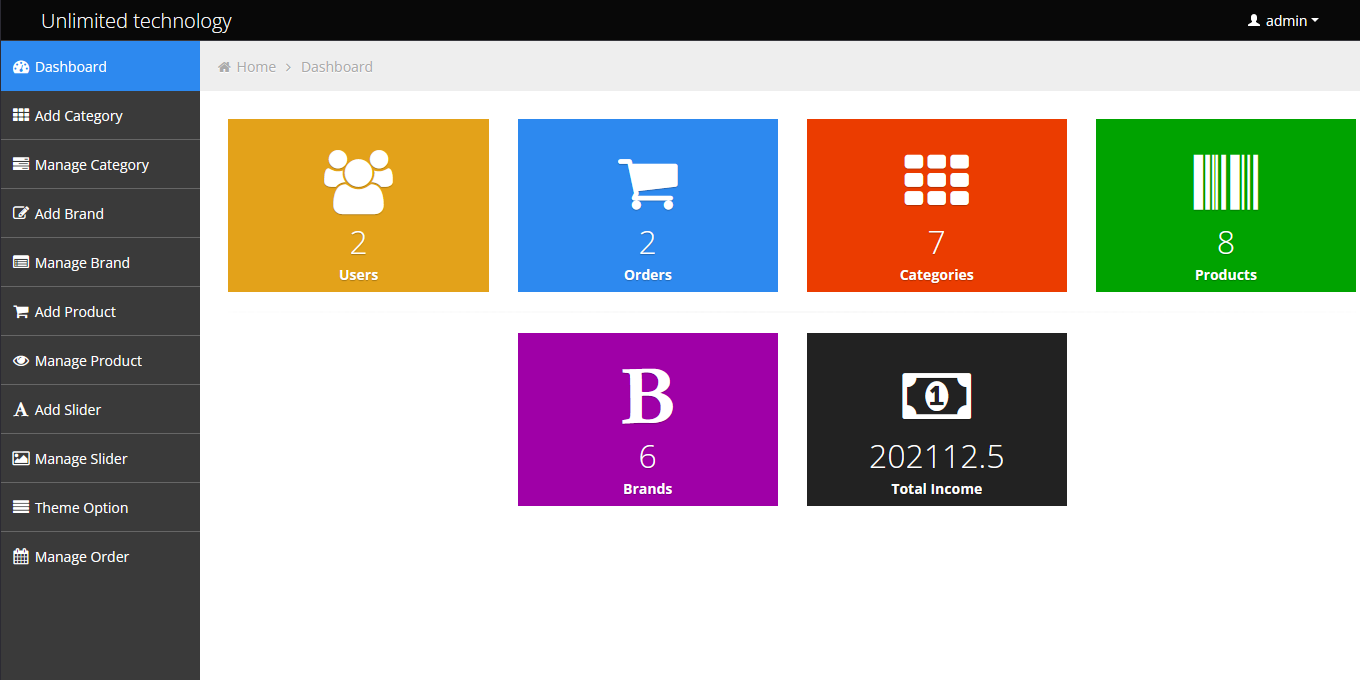 Unlimited technology
admin
Dashboard
Home > Dashboard
Add Category
Manage Category
Add Brand
Manage Brand
Add Product
Manage Product
Add Slider
Manage Slider
Theme Option
Manage Order
2
Users
2
Orders
7
Categories
8
Products
B
6
Brands
1
202112.5
Total Income